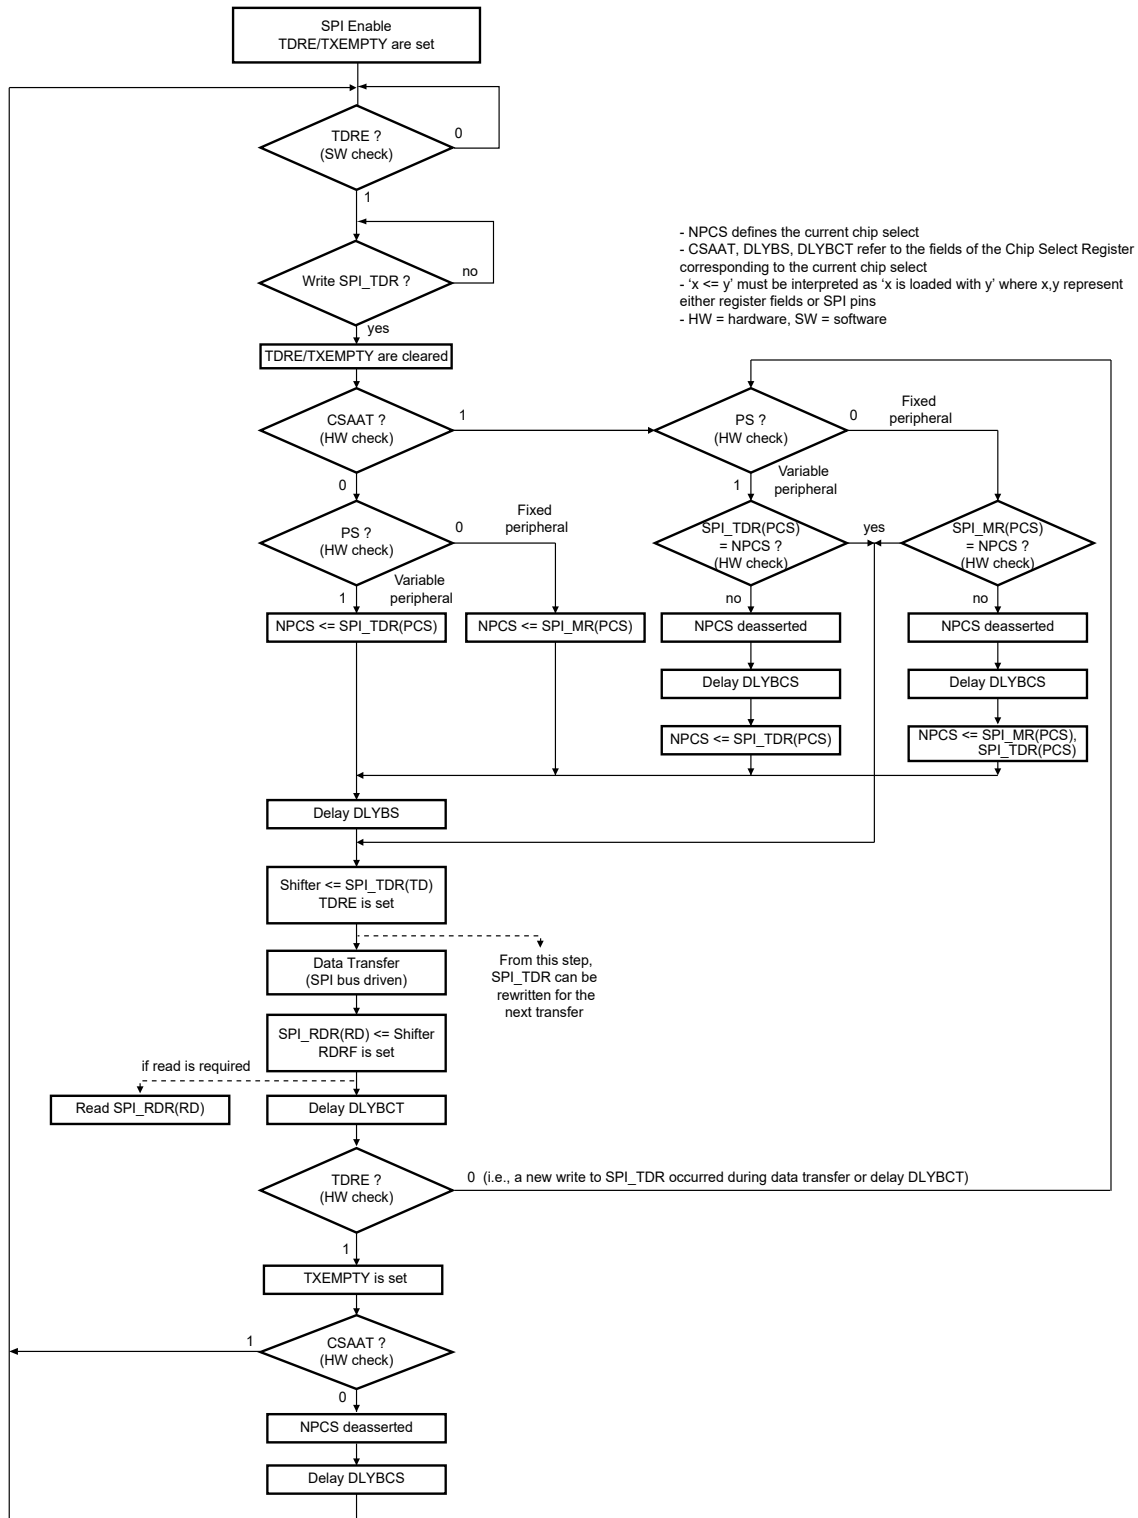 SPI Enable
TDRE/TXEMPTY are set
TDRE ?
(SW check)
0
1
Write SPI_TDR ?
no
yes
- NPCS defines the current chip select
- CSAAT, DLYBS, DLYBCT refer to the fields of the Chip Select Register
corresponding to the current chip select
- ‘x <= y’ must be interpreted as ‘x is loaded with y’ where x,y represent
either register fields or SPI pins
- HW = hardware, SW = software
TDRE/TXEMPTY are cleared
CSAAT ?
(HW check)
1
0
PS ?
(HW check)
0
Fixed
peripheral
1
Variable
peripheral
PS ?
(HW check)
0
Fixed
peripheral
1
Variable
peripheral
SPI_TDR(PCS)
= NPCS ?
(HW check)
yes
SPI_MR(PCS)
= NPCS ?
(HW check)
no
no
NPCS <= SPI_TDR(PCS)
NPCS <= SPI_MR(PCS)
NPCS deasserted
NPCS deasserted
Delay DLYBCS
Delay DLYBCS
NPCS <= SPI_TDR(PCS)
NPCS <= SPI_MR(PCS),
SPI_TDR(PCS)
Delay DLYBS
Shifter <= SPI_TDR(TD)
TDRE is set
Data Transfer
(SPI bus driven)
From this step,
SPI_TDR can be
rewritten for the
next transfer
SPI_RDR(RD) <= Shifter
RDRF is set
if read is required
Read SPI_RDR(RD)
Delay DLYBCT
TDRE ?
(HW check)
0 (i.e., a new write to SPI_TDR occurred during data transfer or delay DLYBCT)
1
TXEMPTY is set
CSAAT ?
(HW check)
1
0
NPCS deasserted
Delay DLYBCS